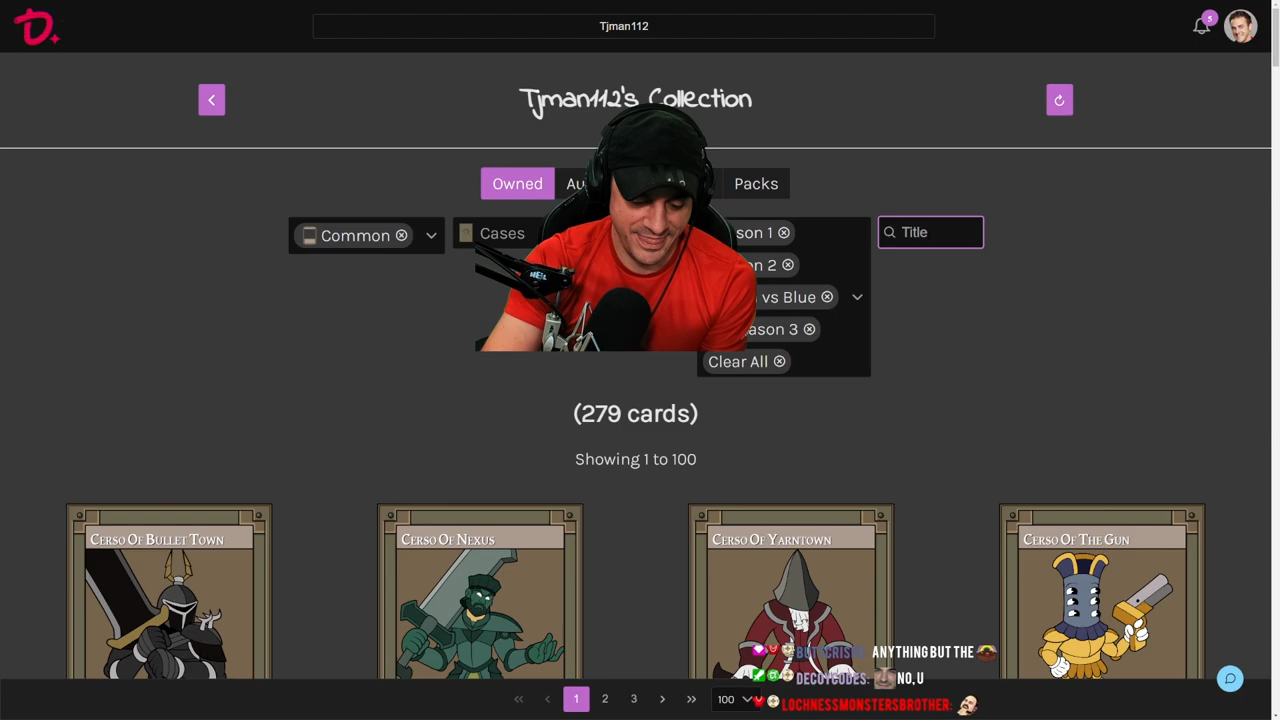 Tjman112
5
Tjman112's Collection
Owned
Packs
Common
Cases
son 1
n 2
vs Blue
ason 3
Clear All
Title
(279 cards)
Showing 1 to 100
Cerso Of Bullet Town
Cerso Of Nexus
Cerso Of Yarntown
Cerso Of The Gun
ANYTHING BUT THE
DECOYCODES: NO, U
LOCHNESSMONSTERSBROTHER:
« ‹ 1 2 3 › »
100